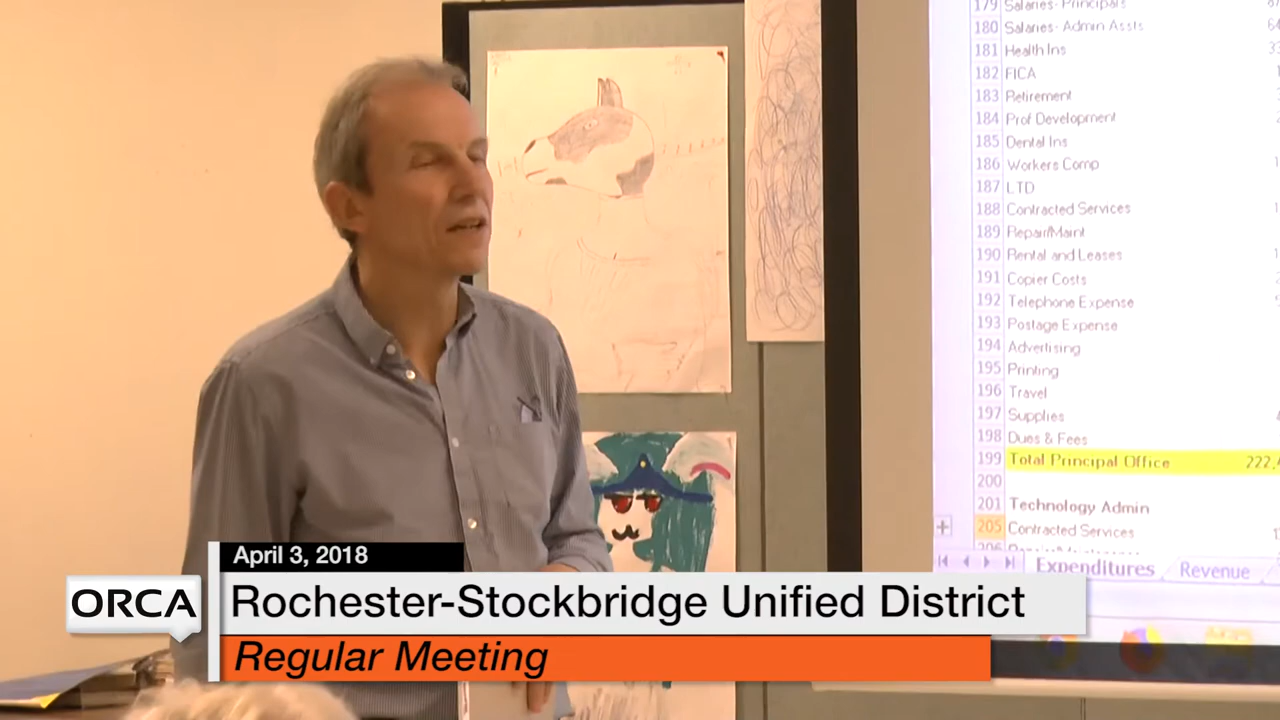 179 Salaries- Principals
180 Salaries- Admin Assts
181 Health Ins
182 FICA
183 Retirement
184 Prof Development
185 Dental Ins
186 Workers Comp
187 LTD
188 Contracted Services
189 Repair/Maint
190 Rental and Leases
191 Copier Costs
192 Telephone Expense
193 Postage Expense
194 Advertising
195 Printing
196 Travel
197 Supplies
198 Dues & Fees
199 Total Principal Office 222,
200
201 Technology Admin
205 Contracted Services
206
Expenditures Revenue
April 3, 2018
ORCA
Rochester-Stockbridge Unified District
Regular Meeting